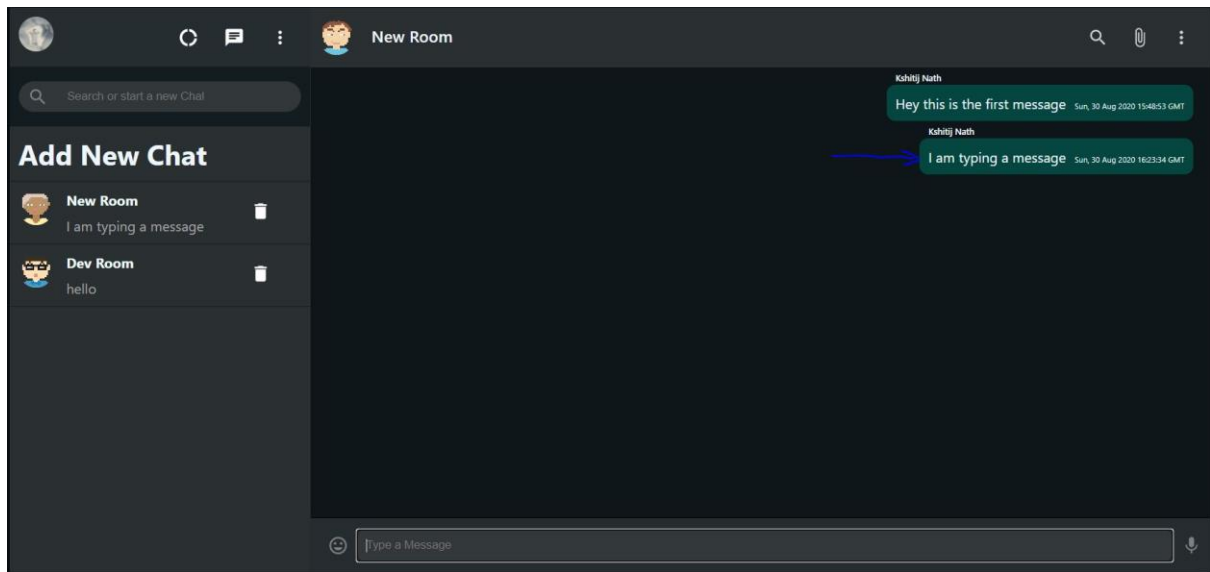 New Room
Search or start a new Chat
Add New Chat
New Room
I am typing a message
Dev Room
hello
Kshitij Nath
Hey this is the first message Sun, 30 Aug 2020 15:48:53 GMT
Kshitij Nath
I am typing a message Sun, 30 Aug 2020 16:23:34 GMT
Type a Message